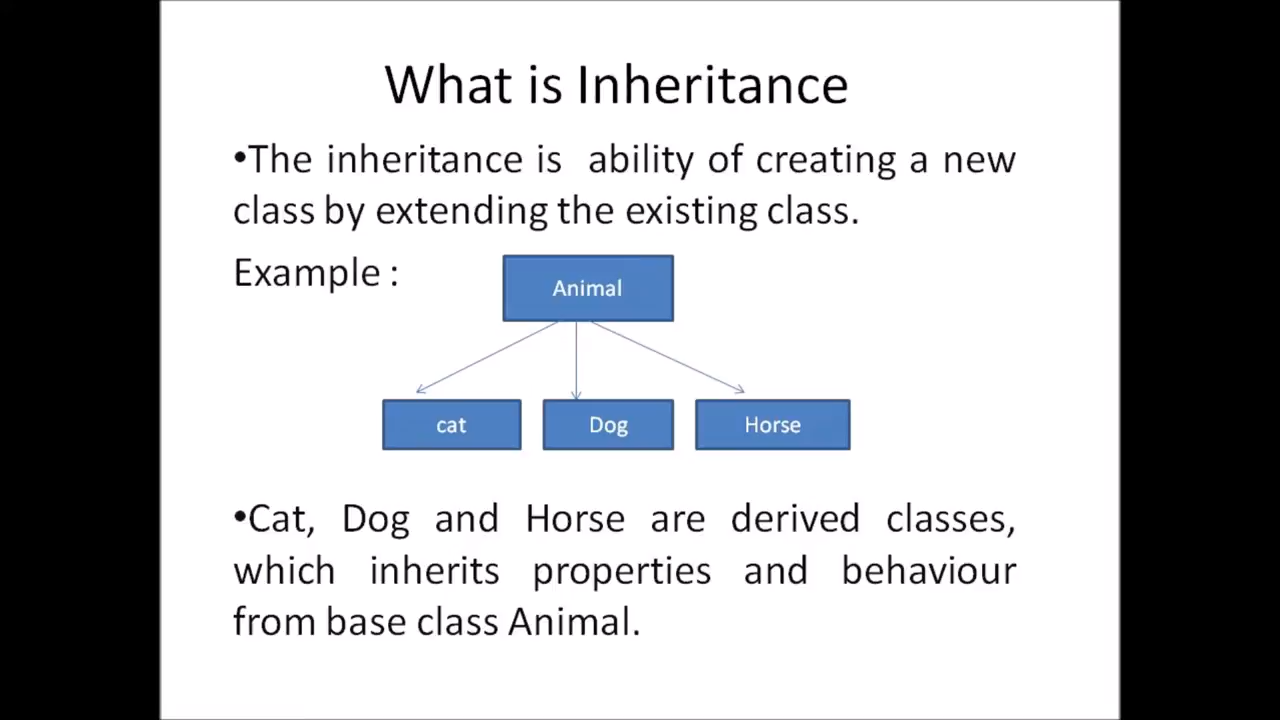 What is Inheritance
•The inheritance is ability of creating a new
class by extending the existing class.
Example :
Animal
cat
Dog
Horse
•Cat, Dog and Horse are derived classes,
which inherits properties and behaviour
from base class Animal.